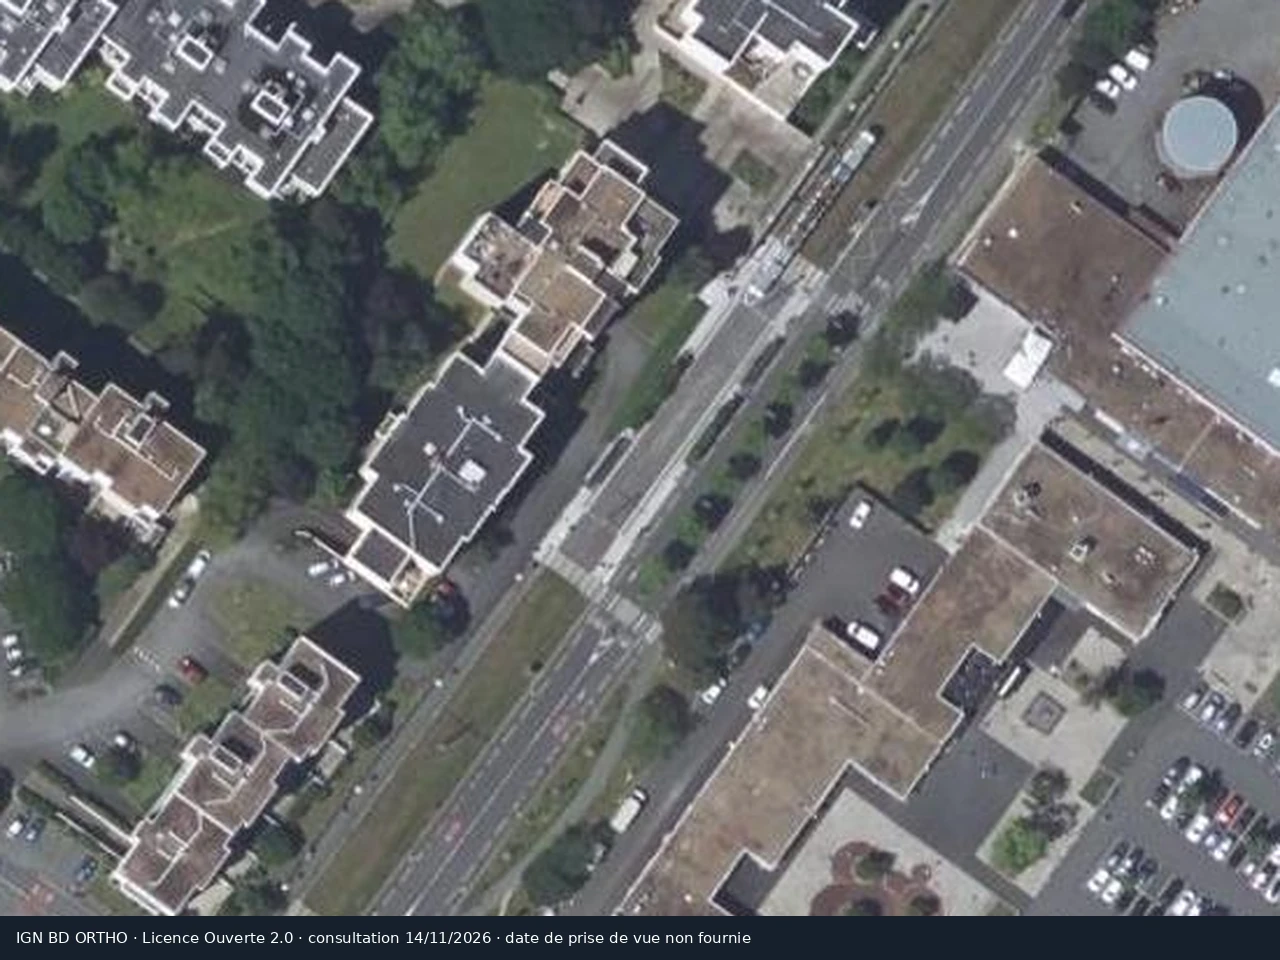 IGN BD ORTHO · Licence Ouverte 2.0 · consultation 14/11/2026 · date de prise de vue non fournie